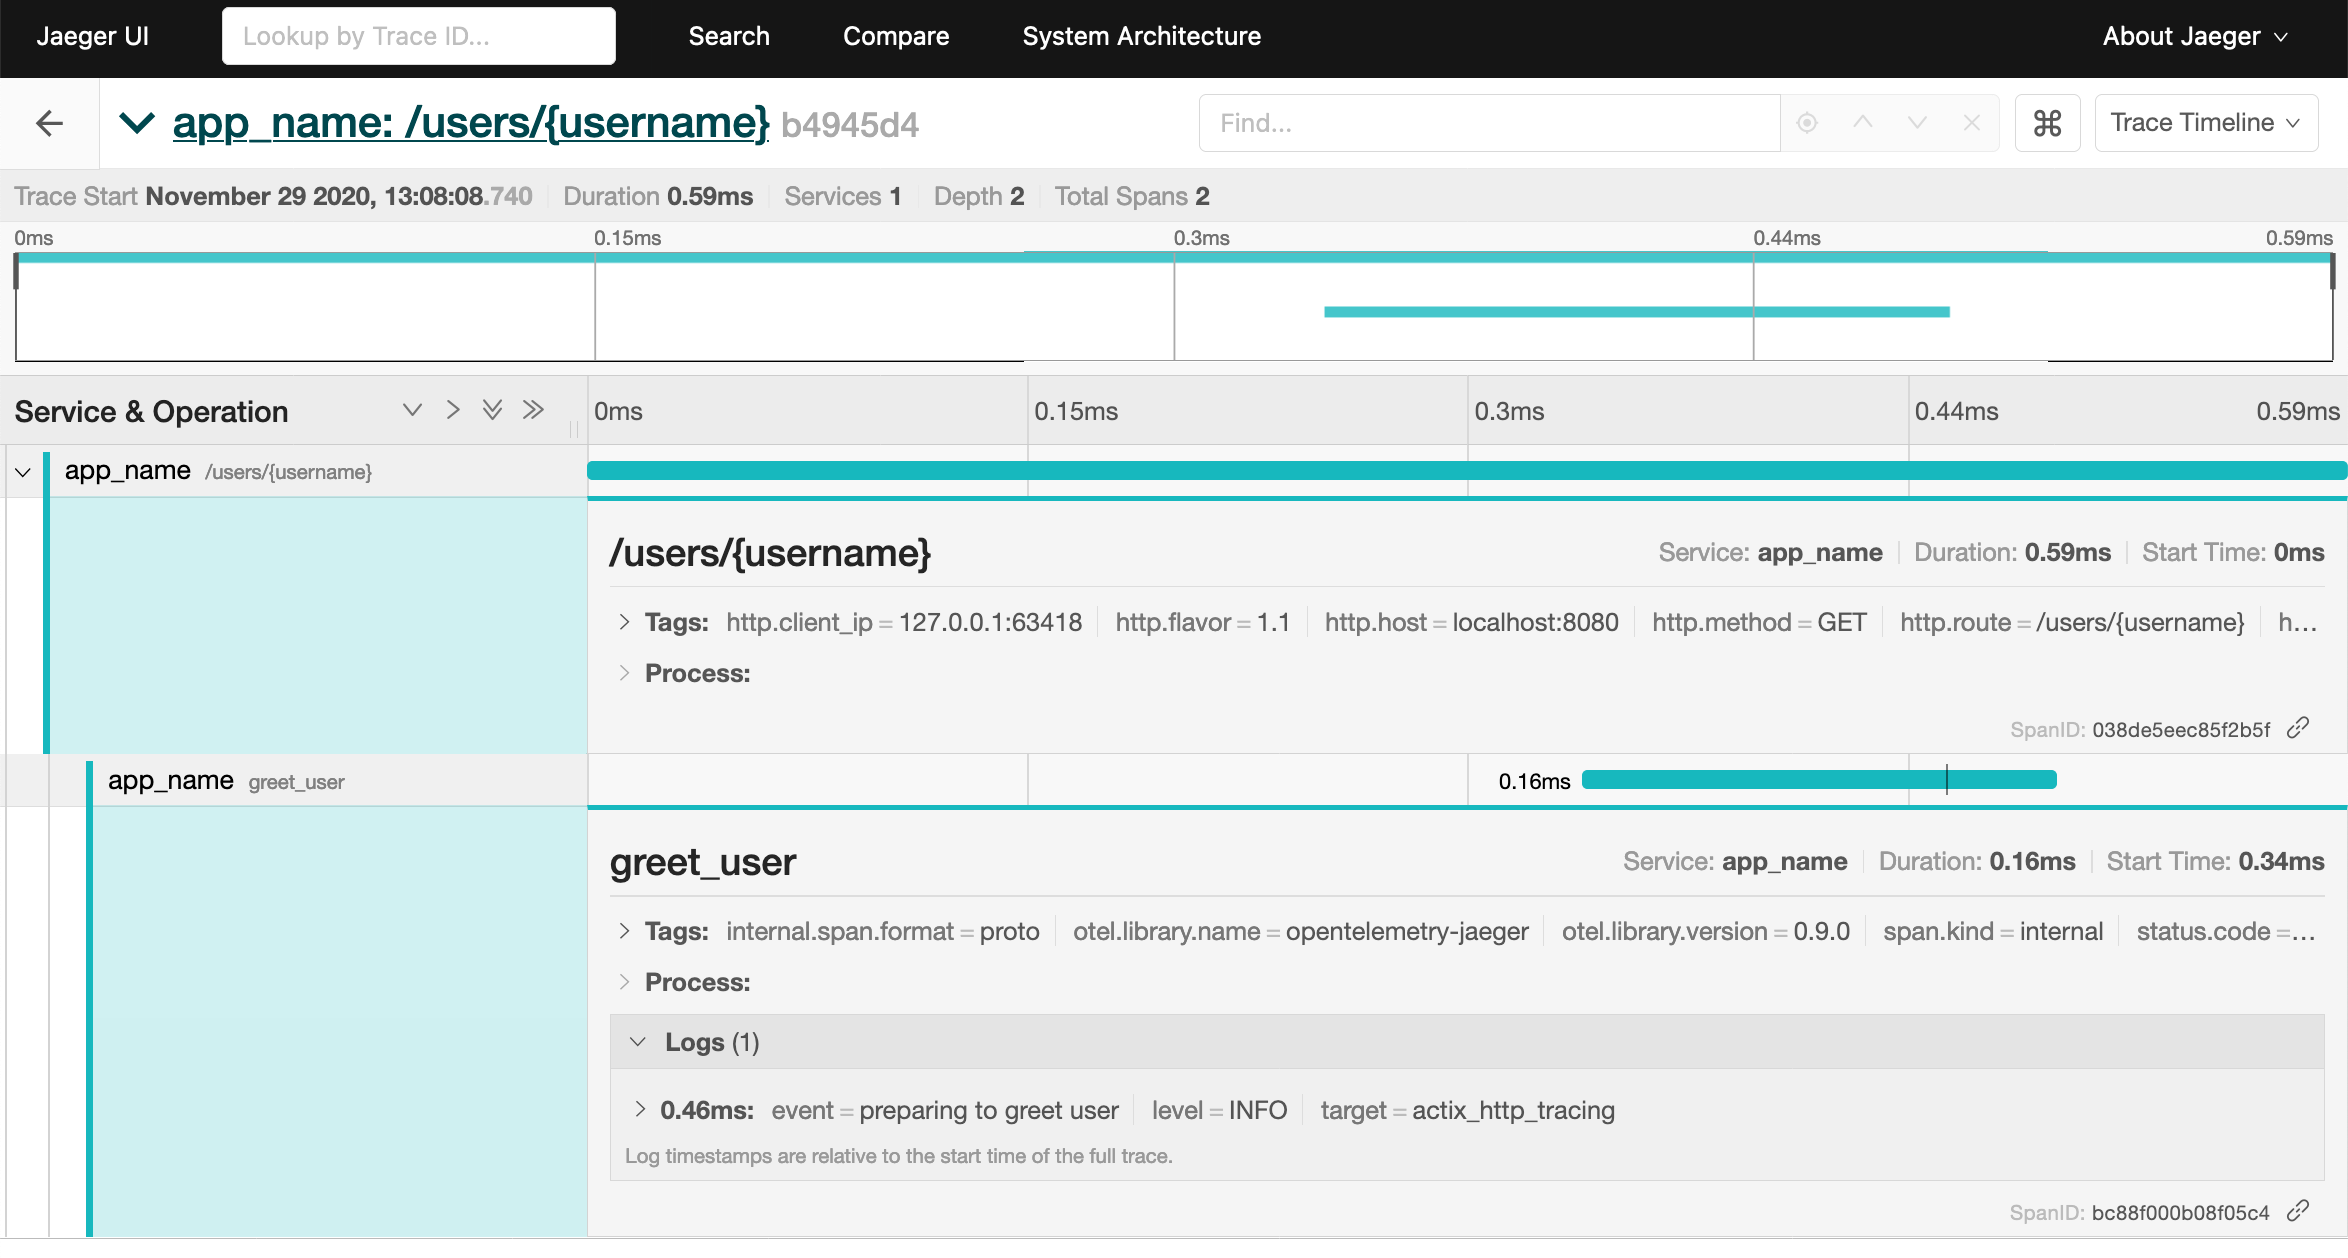 Jaeger UI Lookup by Trace ID... Search Compare System Architecture About Jaeger
app_name: /users/{username} b4945d4 Find... ⌘ Trace Timeline
Trace Start November 29 2020, 13:08:08.740 Duration 0.59ms Services 1 Depth 2 Total Spans 2
0ms 0.15ms 0.3ms 0.44ms 0.59ms
Service & Operation 0ms 0.15ms 0.3ms 0.44ms 0.59ms
app_name /users/{username}
/users/{username} Service: app_name Duration: 0.59ms Start Time: 0ms
Tags: http.client_ip = 127.0.0.1:63418 http.flavor = 1.1 http.host = localhost:8080 http.method = GET http.route = /users/{username} h...
Process:
SpanID: 038de5eec85f2b5f
app_name greet_user 0.16ms
greet_user Service: app_name Duration: 0.16ms Start Time: 0.34ms
Tags: internal.span.format = proto otel.library.name = opentelemetry-jaeger otel.library.version = 0.9.0 span.kind = internal status.code =...
Process:
Logs (1)
0.46ms: event = preparing to greet user level = INFO target = actix_http_tracing
Log timestamps are relative to the start time of the full trace.
SpanID: bc88f000b08f05c4